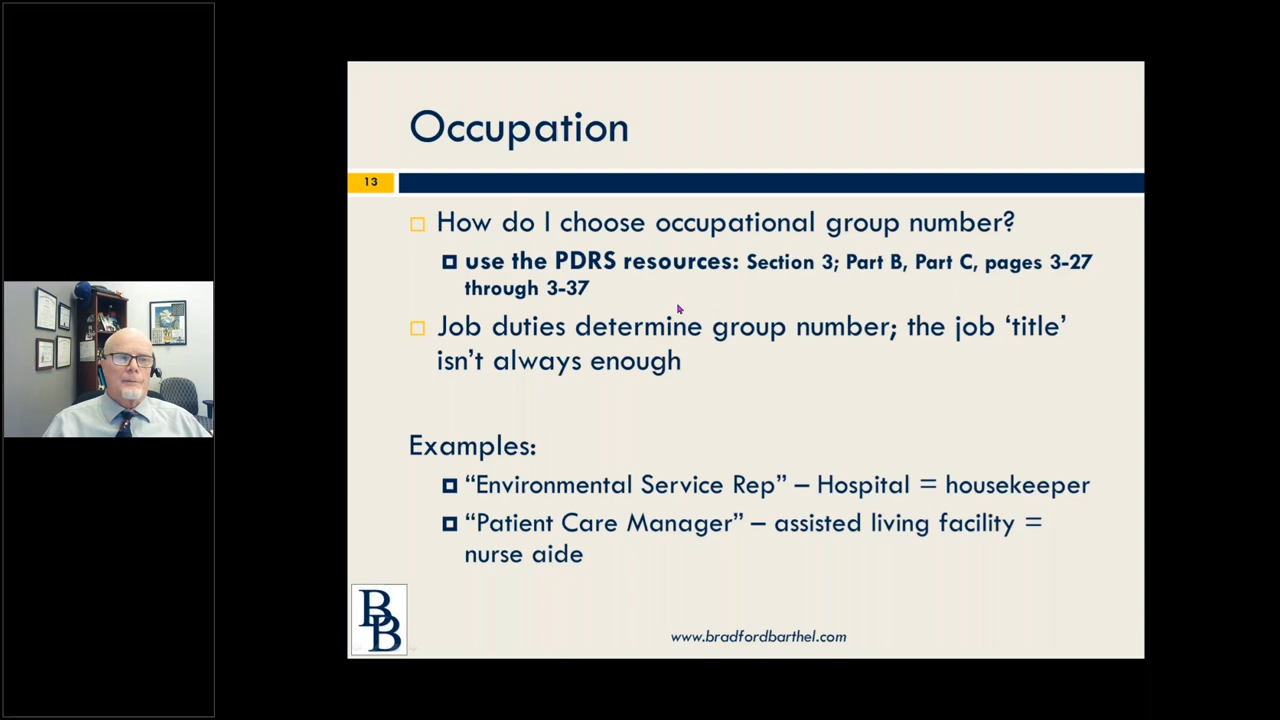 Occupation
13
How do I choose occupational group number?
use the PDRS resources: Section 3; Part B, Part C, pages 3-27
through 3-37
Job duties determine group number; the job ‘title’
isn’t always enough
Examples:
“Environmental Service Rep” – Hospital = housekeeper
“Patient Care Manager” – assisted living facility =
nurse aide
BB
www.bradfordbarthel.com